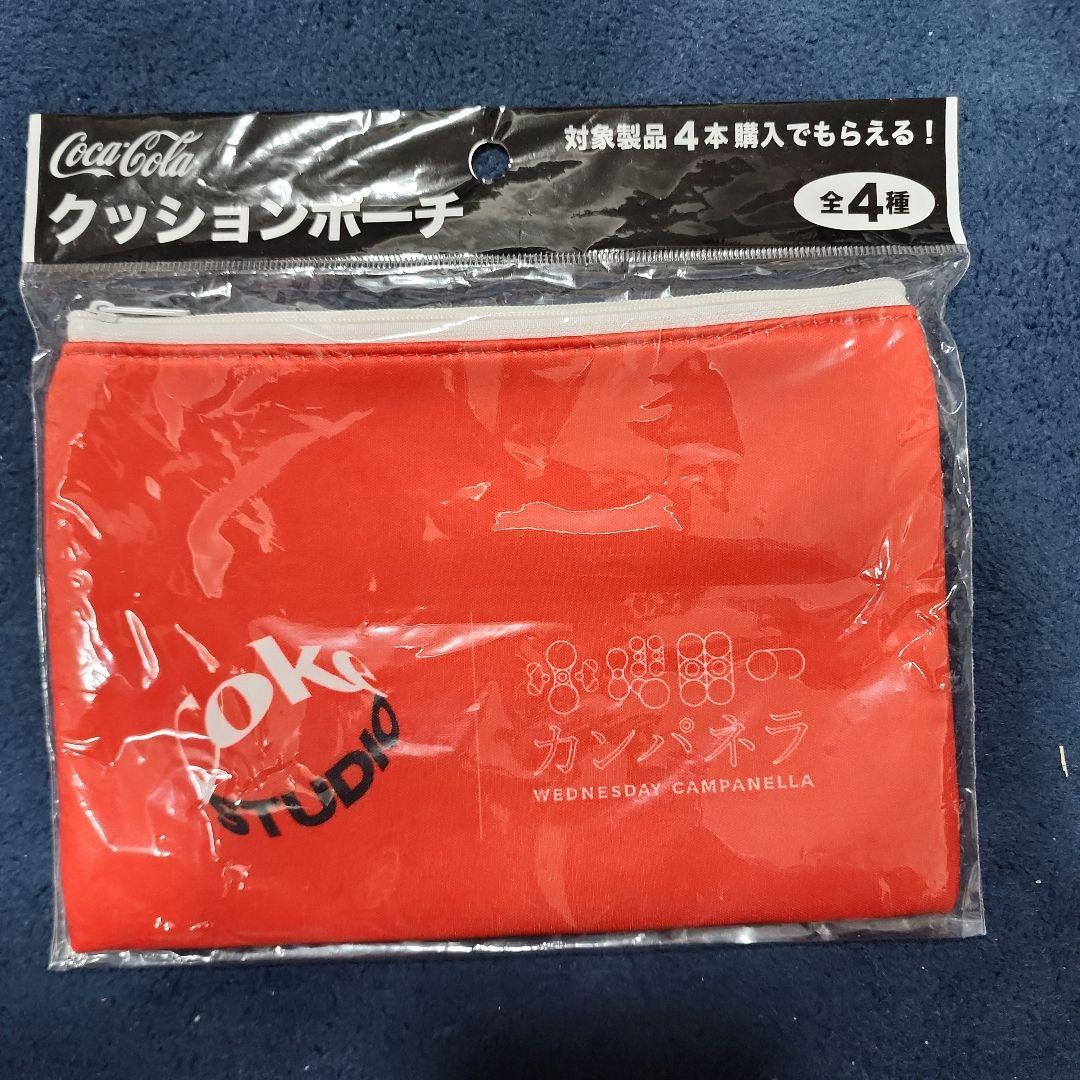 Coca-Cola
対象製品4本購入でもらえる！
クッションポーチ
全4種
Coke
STUDIO
水曜日の
カンパネラ
WEDNESDAY CAMPANELLA